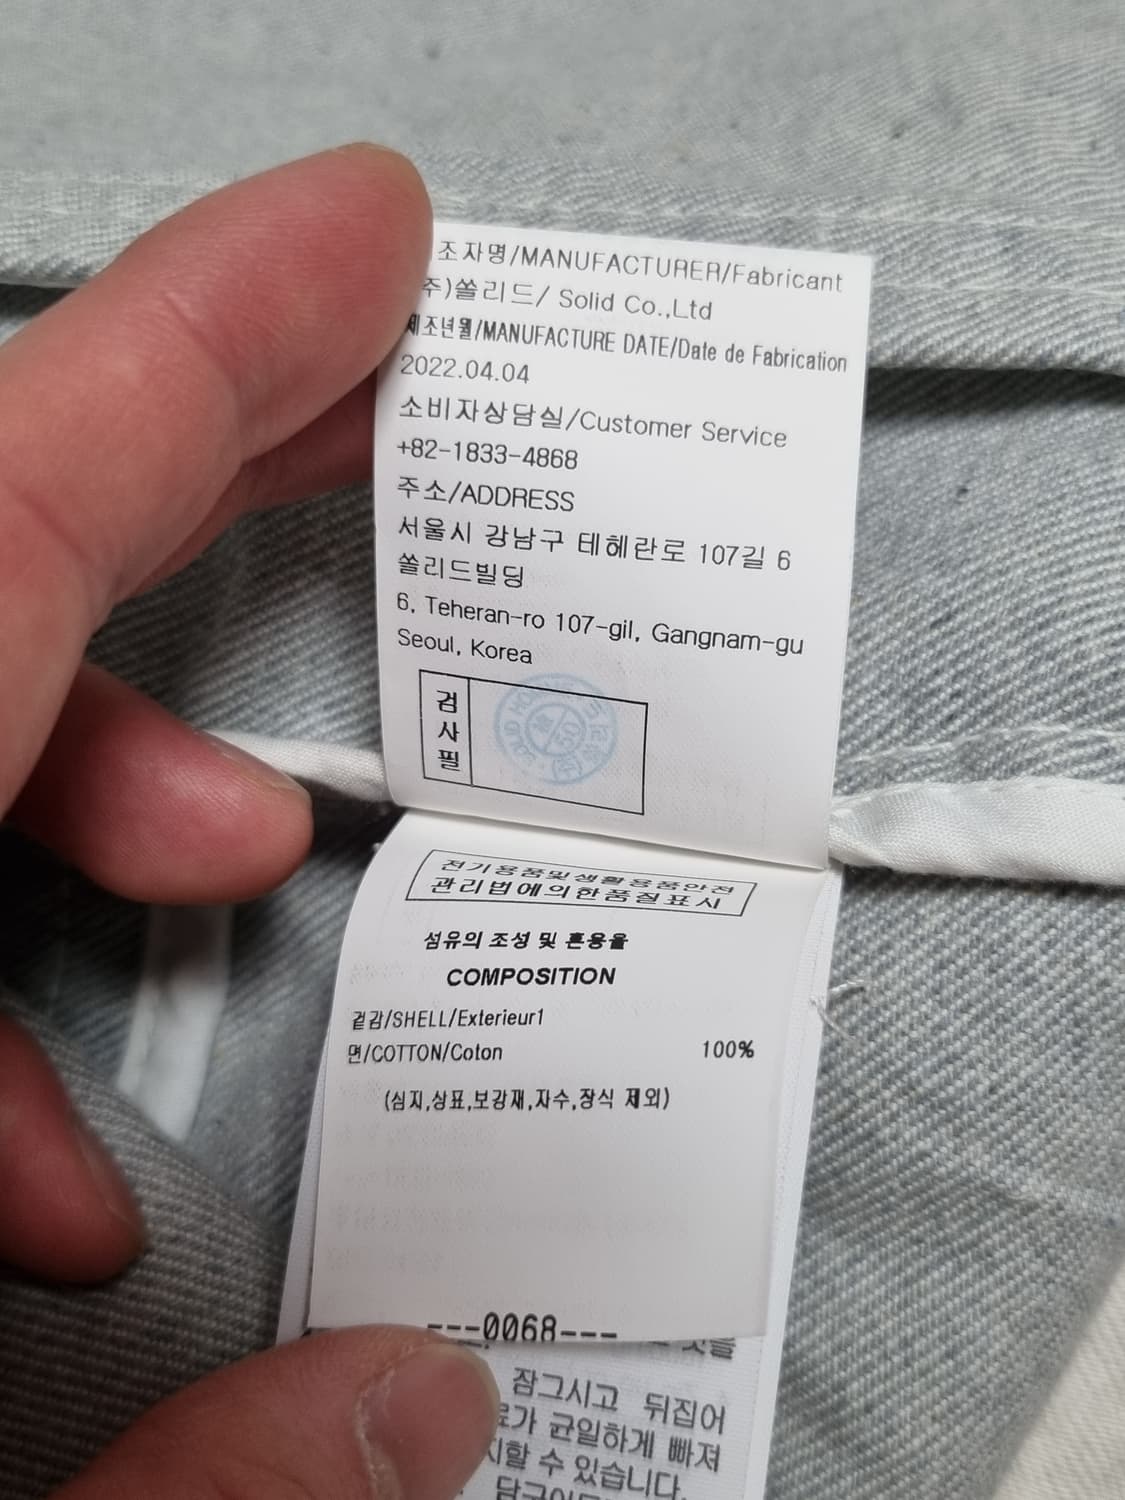 조자명/MANUFACTURER/Fabricant
주)쏠리드/ Solid Co.,Ltd
제조년월/MANUFACTURE DATE/Date de Fabrication
2022.04.04
소비자상담실/Customer Service
+82-1833-4868
주소/ADDRESS
서울시 강남구 테헤란로 107길 6
쏠리드빌딩
6, Teheran-ro 107-gil, Gangnam-gu
Seoul, Korea
검
사
필
전기용품및생활용품안전
관리법에의한품질표시
섬유의 조성 및 혼용율
COMPOSITION
겉감/SHELL/Exterieur1
면/COTTON/Coton 100%
(심지,상표,보강재,자수,장식 제외)
---0068---
잠그시고 뒤집어
가 균일하게 빠져
할 수 있습니다.